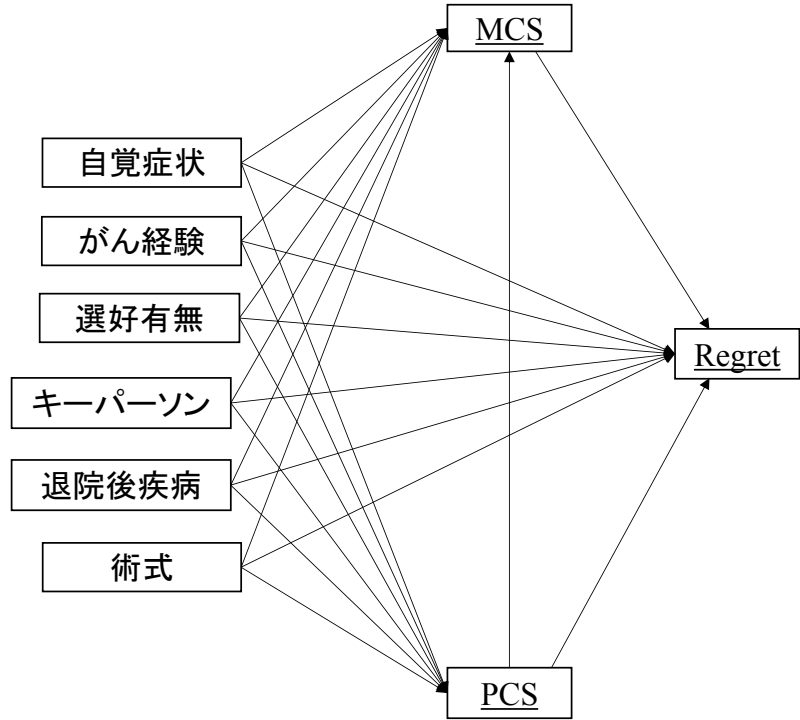 MCS
自覚症状
がん経験
選好有無
Regret
キーパーソン
退院後疾病
術式
PCS